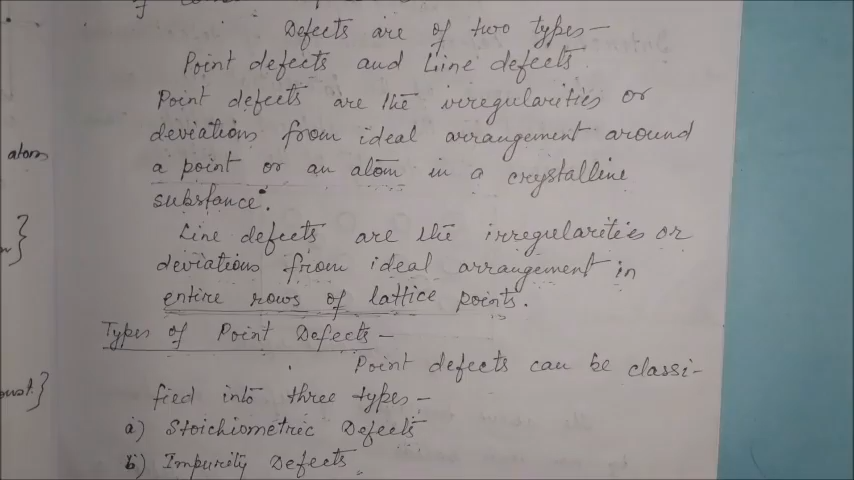 Defects are of two types-
Point defects and Line defects
Point defects are the irregularities or
deviations from ideal arrangement around
a point or an atom in a crystalline
substance.
Line defects are the irregularities or
deviations from ideal arrangement in
entire rows of lattice points.
Types of Point Defects-
Point defects can be classi-
fied into three types-
a) Stoichiometric Defects
b) Impurity Defects
atom